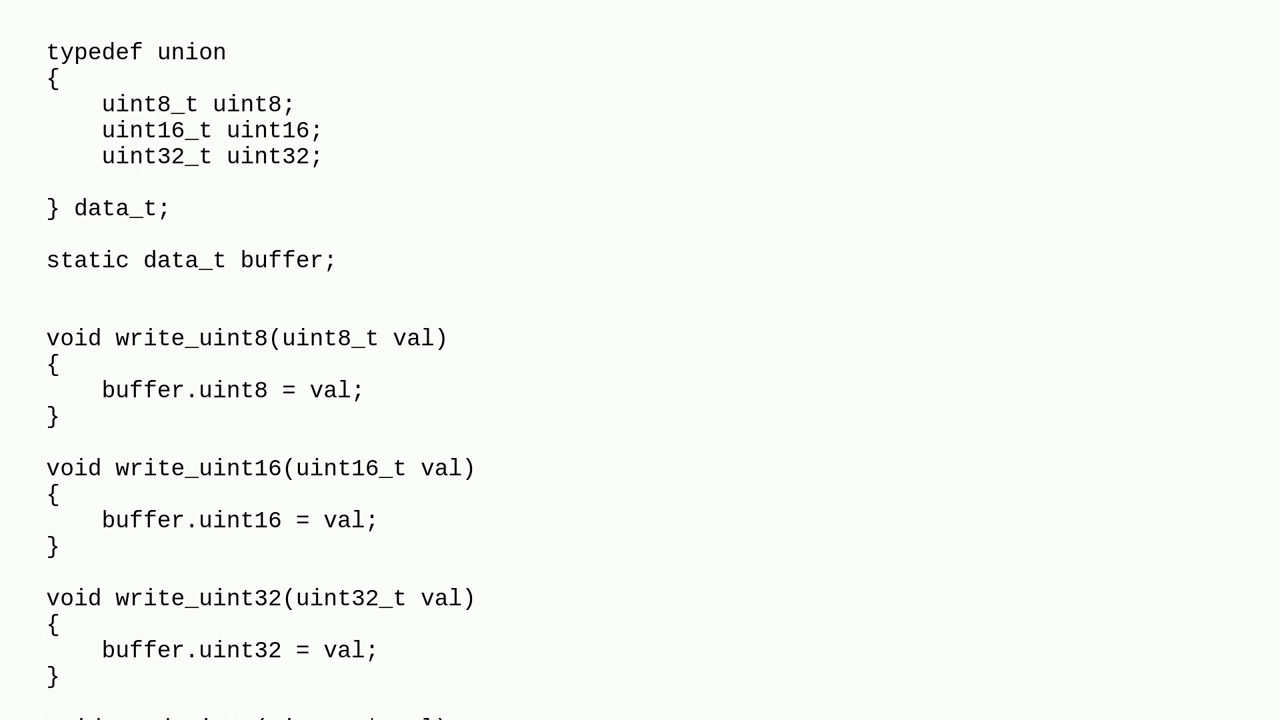 typedef union
{
    uint8_t uint8;
    uint16_t uint16;
    uint32_t uint32;
} data_t;
static data_t buffer;
void write_uint8(uint8_t val)
{
    buffer.uint8 = val;
}
void write_uint16(uint16_t val)
{
    buffer.uint16 = val;
}
void write_uint32(uint32_t val)
{
    buffer.uint32 = val;
}